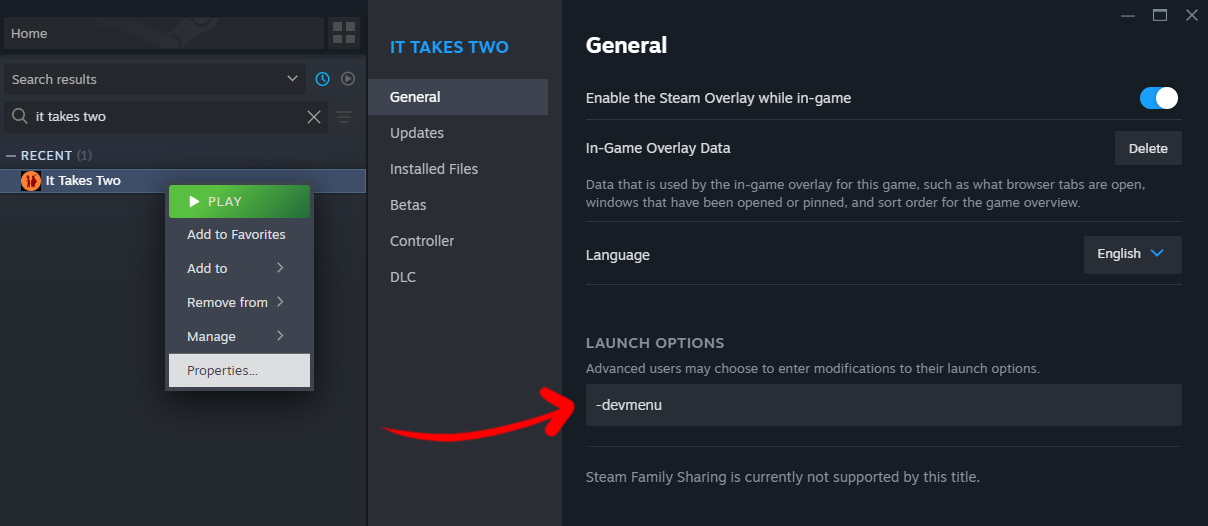 Home
Search results
it takes two
RECENT (1)
It Takes Two
PLAY
Add to Favorites
Add to
Remove from
Manage
Properties...
IT TAKES TWO
General
Updates
Installed Files
Betas
Controller
DLC
General
Enable the Steam Overlay while in-game
In-Game Overlay Data
Delete
Data that is used by the in-game overlay for this game, such as what browser tabs are open,
windows that have been opened or pinned, and sort order for the game overview.
Language
English
LAUNCH OPTIONS
Advanced users may choose to enter modifications to their launch options.
-devmenu
Steam Family Sharing is currently not supported by this title.